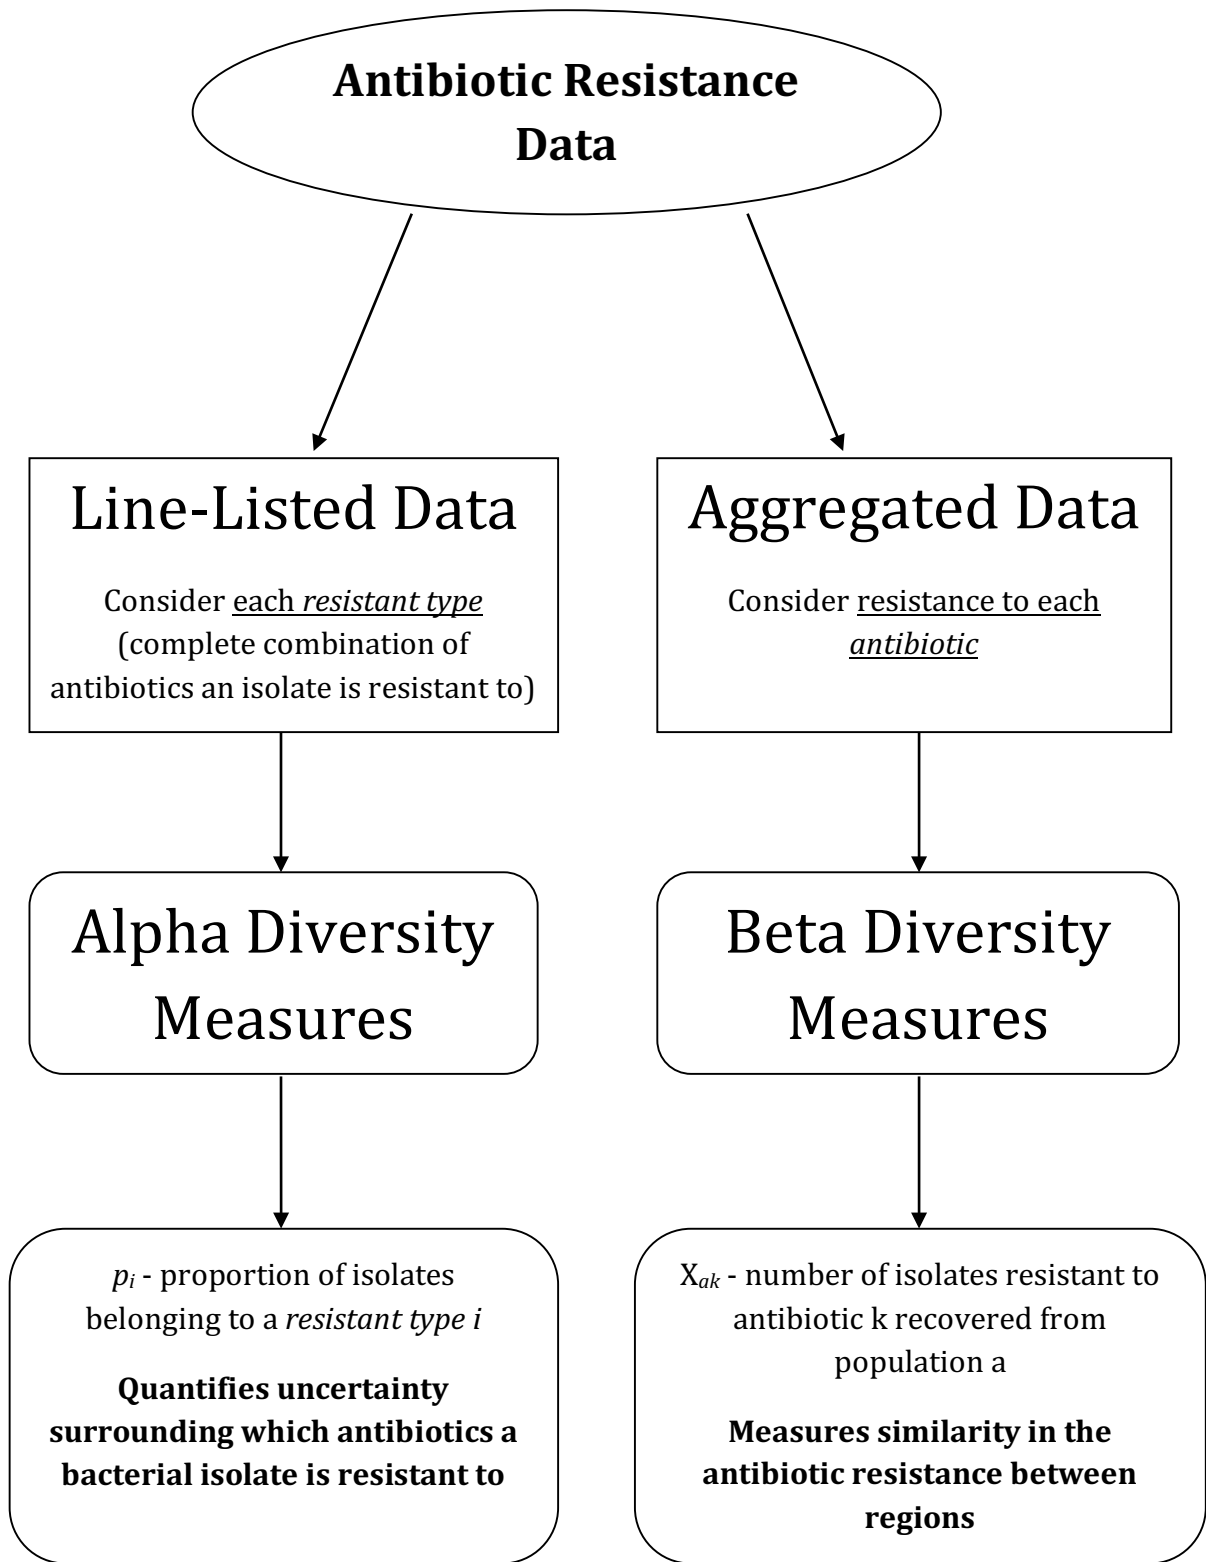 Antibiotic Resistance
Data
Line-Listed Data
Consider each resistant type
(complete combination of
antibiotics an isolate is resistant to)
Aggregated Data
Consider resistance to each
antibiotic
Alpha Diversity
Measures
Beta Diversity
Measures
pi - proportion of isolates
belonging to a resistant type i
Quantifies uncertainty
surrounding which antibiotics a
bacterial isolate is resistant to
Xak - number of isolates resistant to
antibiotic k recovered from
population a
Measures similarity in the
antibiotic resistance between
regions